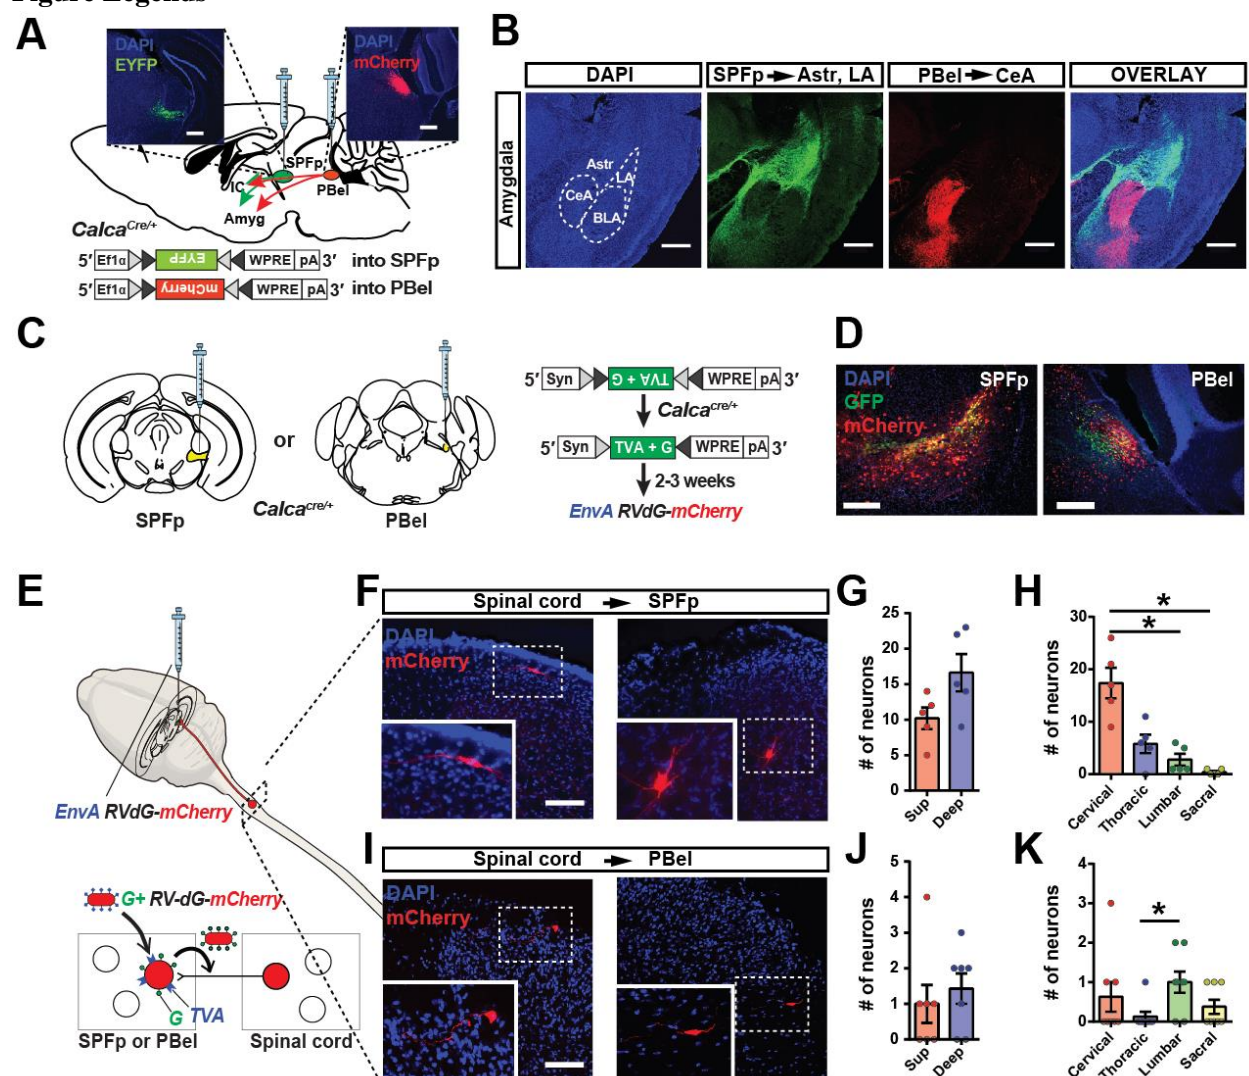 Figure Legends
A
DAPI
EYFP
DAPI
mCherry
SPFp
IC
PBel
Amyg
Calca^Cre/+
5′ Ef1α EYFP WPRE pA 3′ into SPFp
5′ Ef1α mCherry WPRE pA 3′ into PBel
B
DAPI
SPFp Astr, LA
PBel CeA
OVERLAY
Amygdala
Astr
LA
CeA
BLA
C
SPFp
or
Calca^cre/+
PBel
5′ Syn TVA + G WPRE pA 3′
Calca^cre/+
5′ Syn TVA + G WPRE pA 3′
2-3 weeks
EnvA RVdG-mCherry
D
DAPI
GFP
mCherry
SPFp
PBel
E
EnvA RVdG-mCherry
G+ RV-dG-mCherry
G
TVA
SPFp or PBel
Spinal cord
F
Spinal cord SPFp
DAPI
mCherry
G
# of neurons
25
20
15
10
5
0
Sup
Deep
H
# of neurons
30
20
10
0
*
*
Cervical
Thoracic
Lumbar
Sacral
I
Spinal cord PBel
DAPI
mCherry
J
# of neurons
5
4
3
2
1
0
Sup
Deep
K
# of neurons
4
3
2
1
0
*
Cervical
Thoracic
Lumbar
Sacral